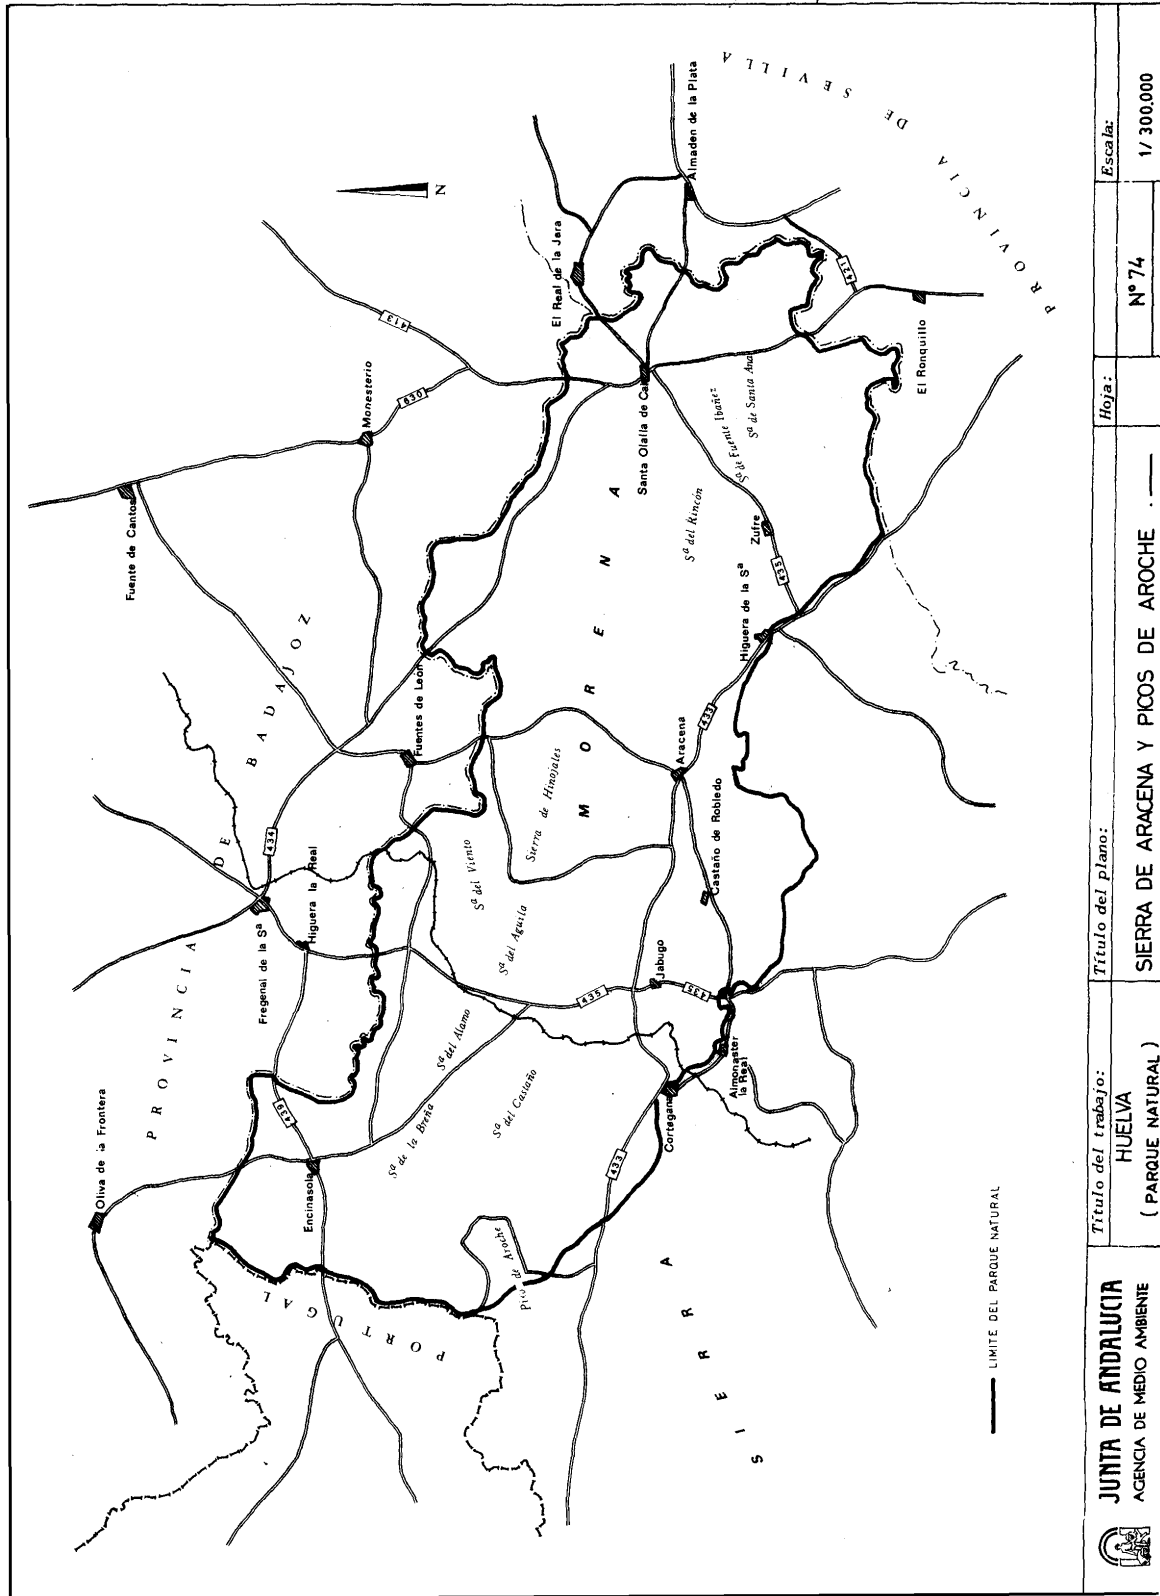 PROVINCIA DE BADAJOZ
PROVINCIA DE SEVILLA
PORTUGAL
SIERRA MORENA
N
Oliva de la Frontera
Fregenal de la Sª
Higuera la Real
Encinasola
Fuente de Cantos
Monesterio
Fuentes de León
El Real de la Jara
Almaden de la Plata
Santa Olalla de Cala
El Ronquillo
Zufre
Higuera de la Sª
Aracena
Castaño de Robledo
Jabugo
Almonaster
la Real
Cortegana
Pico de Aroche
Sª de la Breña
Sª del Castaño
Sª del Alamo
Sª del Aguila
Sª del Viento
Sierra de Hinojales
Sª del Rincón
Sª de Fuente Ibañez
Sª de Santa Ana
434
439
435
435
433
433
435
630
413
421
LIMITE DEL PARQUE NATURAL
JUNTA DE ANDALUCIA
AGENCIA DE MEDIO AMBIENTE
Título del trabajo:
HUELVA
( PARQUE NATURAL )
Título del plano:
SIERRA DE ARACENA Y PICOS DE AROCHE .—
Hoja:
Nº 74
Escala:
1/ 300.000